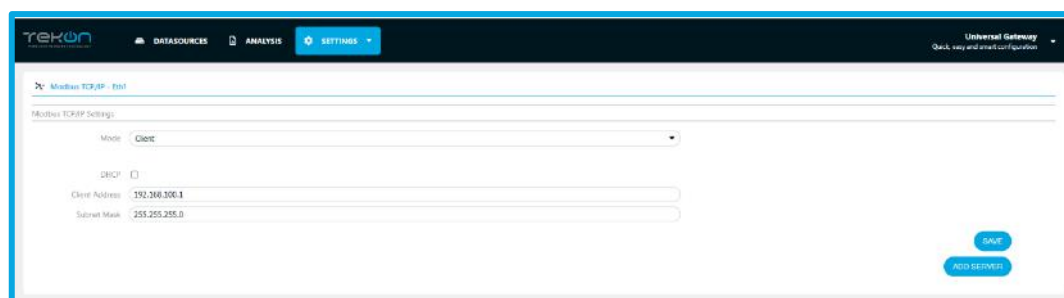 TEKON
DATASOURCES ANALYSIS SETTINGS
Universal Gateway
Quick, easy and smart configuration
Modbus TCP/IP - Eth1
Modbus TCP/IP Settings
Mode Client
DHCP
Client Address 192.168.100.1
Subnet Mask 255.255.255.0
SAVE
ADD SERVER